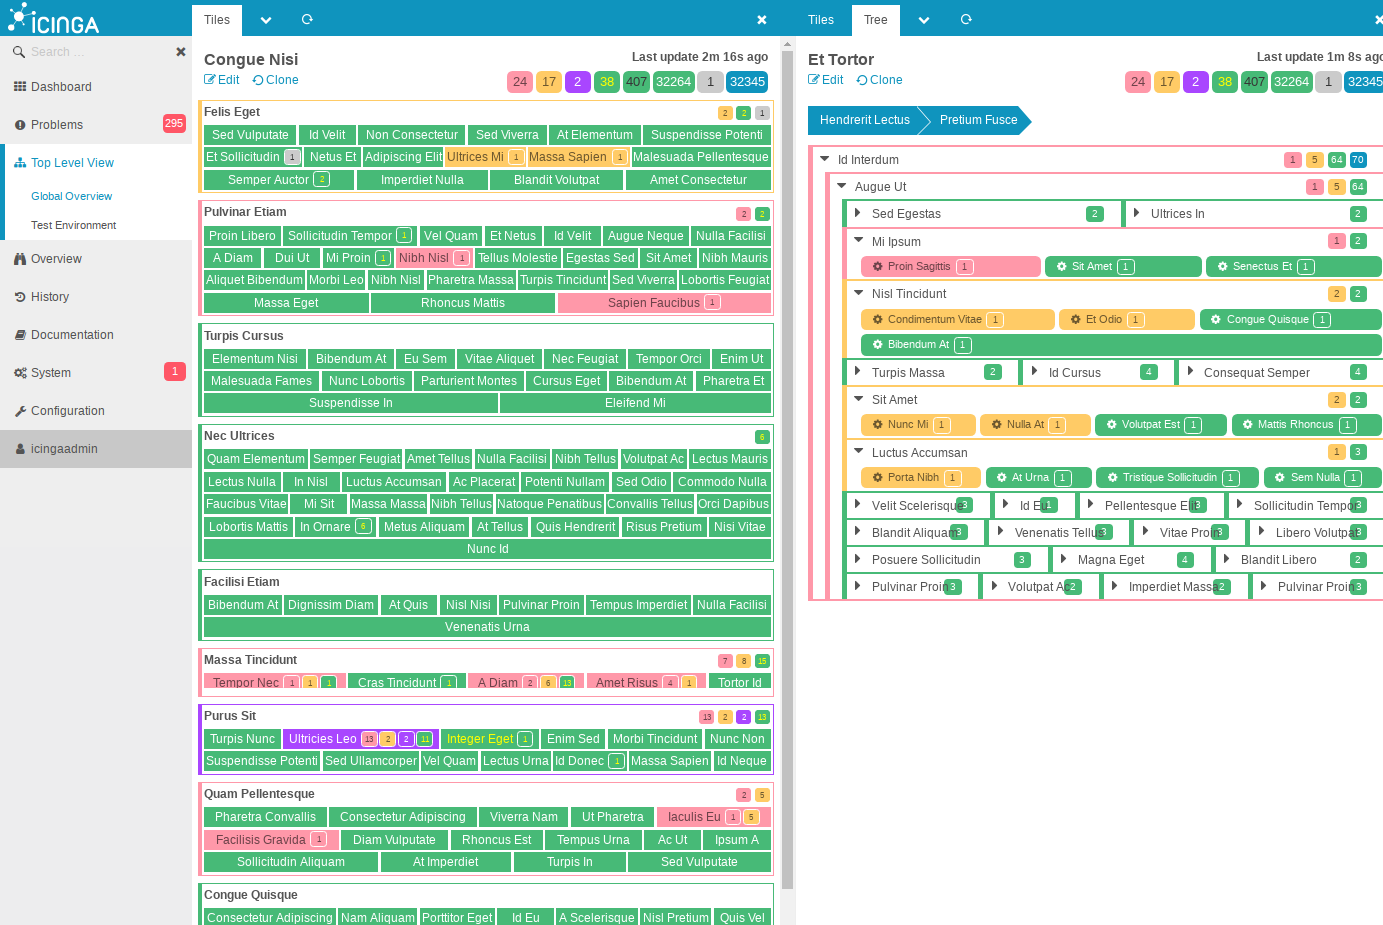 ICINGA
Search ...
Dashboard
Problems 295
Top Level View
Global Overview
Test Environment
Overview
History
Documentation
System 1
Configuration
icingaadmin
Tiles
Congue Nisi
Last update 2m 16s ago
Edit Clone
24 17 2 38 407 32264 1 32345
Felis Eget 2 2 1
Sed Vulputate Id Velit Non Consectetur Sed Viverra At Elementum Suspendisse Potenti
Et Sollicitudin 1 Netus Et Adipiscing Elit Ultrices Mi 1 Massa Sapien 1 Malesuada Pellentesque
Semper Auctor 2 Imperdiet Nulla Blandit Volutpat Amet Consectetur
Pulvinar Etiam 2 2
Proin Libero Sollicitudin Tempor 1 Vel Quam Et Netus Id Velit Augue Neque Nulla Facilisi
A Diam Dui Ut Mi Proin 1 Nibh Nisl 1 Tellus Molestie Egestas Sed Sit Amet Nibh Mauris
Aliquet Bibendum Morbi Leo Nibh Nisl Pharetra Massa Turpis Tincidunt Sed Viverra Lobortis Feugiat
Massa Eget Rhoncus Mattis Sapien Faucibus 1
Turpis Cursus
Elementum Nisi Bibendum At Eu Sem Vitae Aliquet Nec Feugiat Tempor Orci Enim Ut
Malesuada Fames Nunc Lobortis Parturient Montes Cursus Eget Bibendum At Pharetra Et
Suspendisse In Eleifend Mi
Nec Ultrices 6
Quam Elementum Semper Feugiat Amet Tellus Nulla Facilisi Nibh Tellus Volutpat Ac Lectus Mauris
Lectus Nulla In Nisl Luctus Accumsan Ac Placerat Potenti Nullam Sed Odio Commodo Nulla
Faucibus Vitae Mi Sit Massa Massa Nibh Tellus Natoque Penatibus Convallis Tellus Orci Dapibus
Lobortis Mattis In Ornare 6 Metus Aliquam At Tellus Quis Hendrerit Risus Pretium Nisi Vitae
Nunc Id
Facilisi Etiam
Bibendum At Dignissim Diam At Quis Nisl Nisi Pulvinar Proin Tempus Imperdiet Nulla Facilisi
Venenatis Urna
Massa Tincidunt 7 8 15
Tempor Nec 1 1 1 Cras Tincidunt 1 A Diam 2 6 13 Amet Risus 4 1 Tortor Id
Purus Sit 13 2 2 13
Turpis Nunc Ultricies Leo 13 2 2 11 Integer Eget 1 Enim Sed Morbi Tincidunt Nunc Non
Suspendisse Potenti Sed Ullamcorper Vel Quam Lectus Urna Id Donec 1 Massa Sapien Id Neque
Quam Pellentesque 2 5
Pharetra Convallis Consectetur Adipiscing Viverra Nam Ut Pharetra Iaculis Eu 1 5
Facilisis Gravida 1 Diam Vulputate Rhoncus Est Tempus Urna Ac Ut Ipsum A
Sollicitudin Aliquam At Imperdiet Turpis In Sed Vulputate
Congue Quisque
Consectetur Adipiscing Nam Aliquam Porttitor Eget Id Eu A Scelerisque Nisl Pretium Quis Vel
Tiles Tree
Et Tortor
Last update 1m 8s ago
Edit Clone
24 17 2 38 407 32264 1 32345
Hendrerit Lectus Pretium Fusce
Id Interdum 1 5 64 70
Augue Ut 1 5 64
Sed Egestas 2 Ultrices In 2
Mi Ipsum 1 2
Proin Sagittis 1 Sit Amet 1 Senectus Et 1
Nisl Tincidunt 2 2
Condimentum Vitae 1 Et Odio 1 Congue Quisque 1
Bibendum At 1
Turpis Massa 2 Id Cursus 4 Consequat Semper 4
Sit Amet 2 2
Nunc Mi 1 Nulla At 1 Volutpat Est 1 Mattis Rhoncus 1
Luctus Accumsan 1 3
Porta Nibh 1 At Urna 1 Tristique Sollicitudin 1 Sem Nulla 1
Velit Scelerisque 3 Id Eu 1 Pellentesque Elit 3 Sollicitudin Tempor 3
Blandit Aliquam 3 Venenatis Tellus 3 Vitae Proin 3 Libero Volutpat 3
Posuere Sollicitudin 3 Magna Eget 4 Blandit Libero 2
Pulvinar Proin 3 Volutpat Ac 2 Imperdiet Massa 2 Pulvinar Proin 3